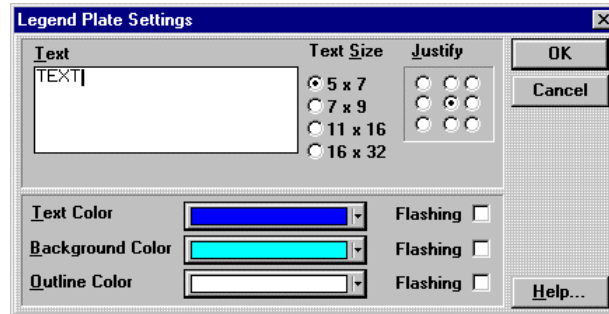 Legend Plate Settings
Text
Text Size
Justify
OK
TEXT
5 x 7
Cancel
7 x 9
11 x 16
16 x 32
Text Color
Flashing
Background Color
Flashing
Outline Color
Flashing
Help...